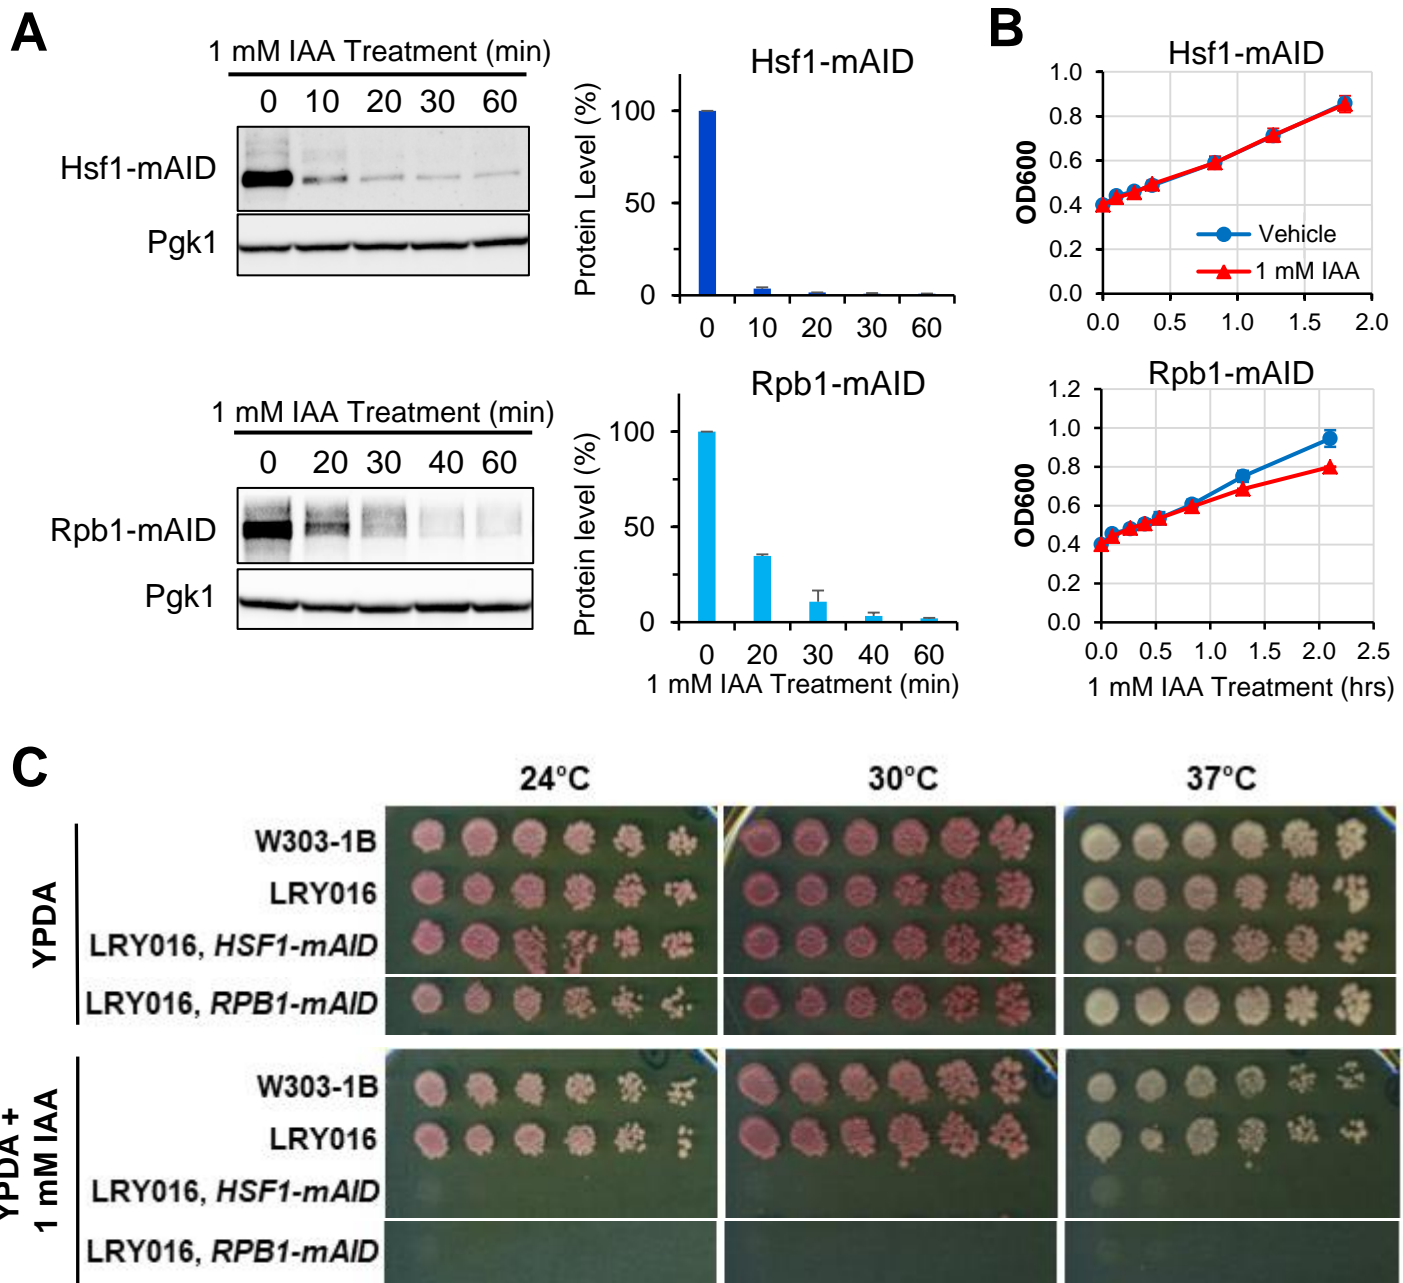 A
1 mM IAA Treatment (min)
0 10 20 30 60
Hsf1-mAID
Pgk1
Hsf1-mAID
Protein Level (%)
100
50
0
0 10 20 30 60
1 mM IAA Treatment (min)
0 20 30 40 60
Rpb1-mAID
Pgk1
Rpb1-mAID
Protein level (%)
100
50
0
0 20 30 40 60
1 mM IAA Treatment (min)
B
Hsf1-mAID
OD600
1.0
0.8
0.6
0.4
0.2
0.0
Vehicle
1 mM IAA
0.0 0.5 1.0 1.5 2.0
Rpb1-mAID
OD600
1.2
1.0
0.8
0.6
0.4
0.2
0.0
0.0 0.5 1.0 1.5 2.0 2.5
1 mM IAA Treatment (hrs)
C
24°C 30°C 37°C
YPDA
W303-1B
LRY016
LRY016, HSF1-mAID
LRY016, RPB1-mAID
YPDA +
1 mM IAA
W303-1B
LRY016
LRY016, HSF1-mAID
LRY016, RPB1-mAID